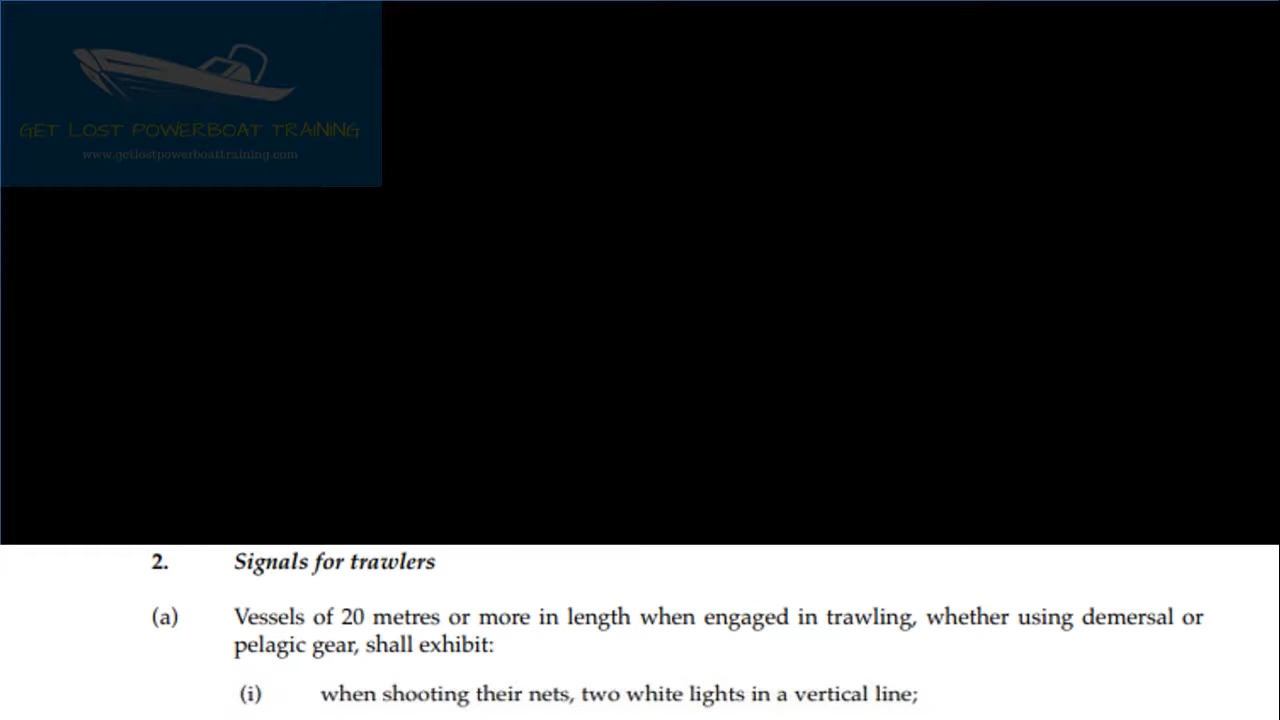 GET LOST POWERBOAT TRAINING
www.getlostpowerboattraining.com
2. Signals for trawlers
(a) Vessels of 20 metres or more in length when engaged in trawling, whether using demersal or
pelagic gear, shall exhibit:
(i) when shooting their nets, two white lights in a vertical line;